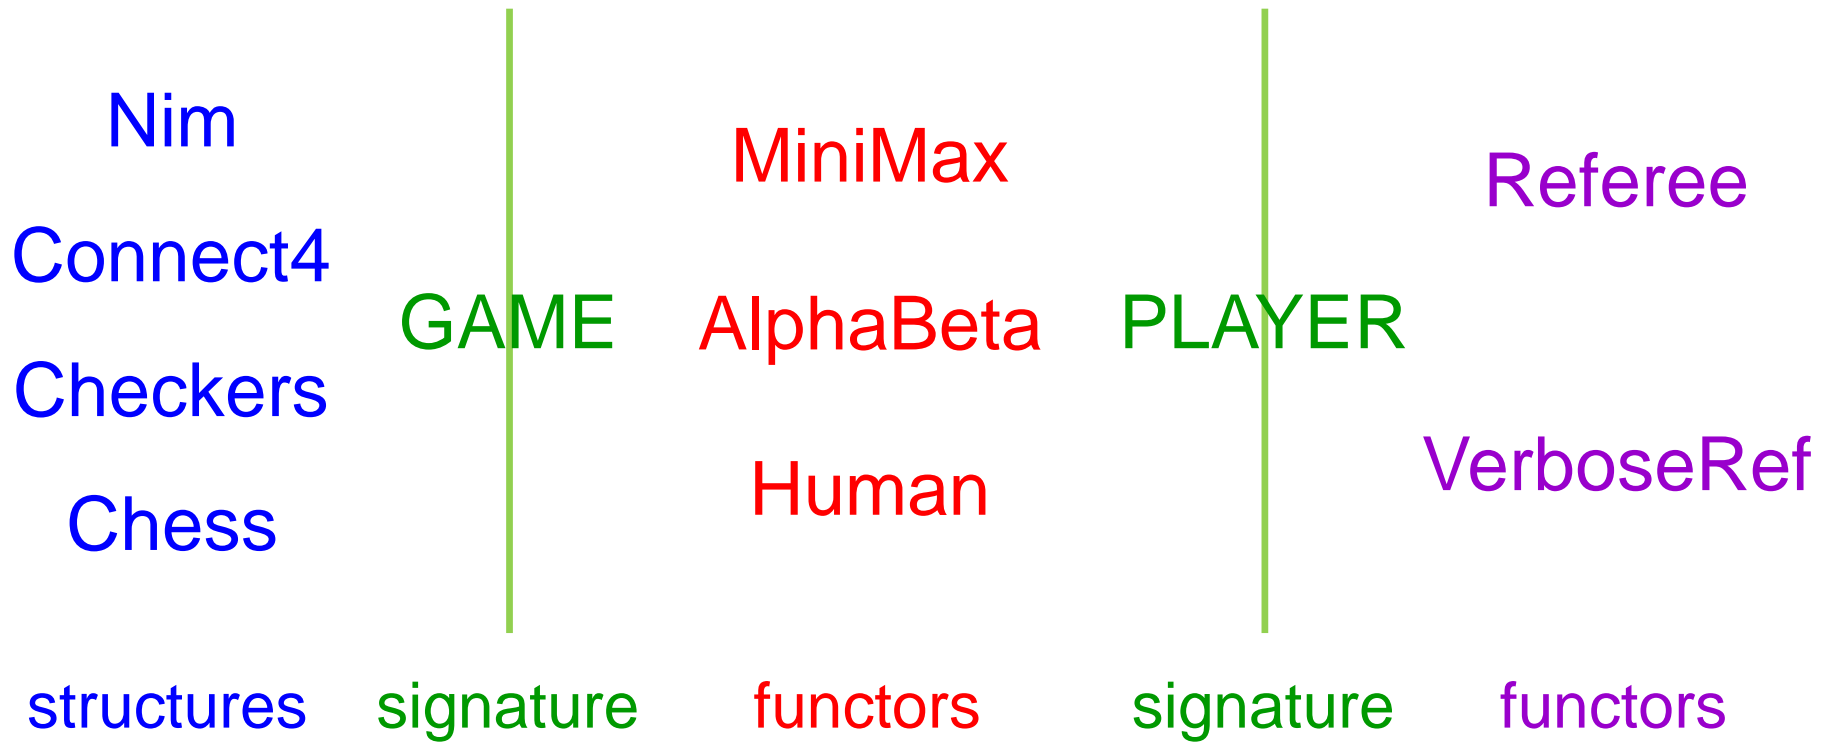 Nim
Connect4
Checkers
Chess
structures
GAME
signature
MiniMax
AlphaBeta
Human
functors
PLAYER
signature
Referee
VerboseRef
functors